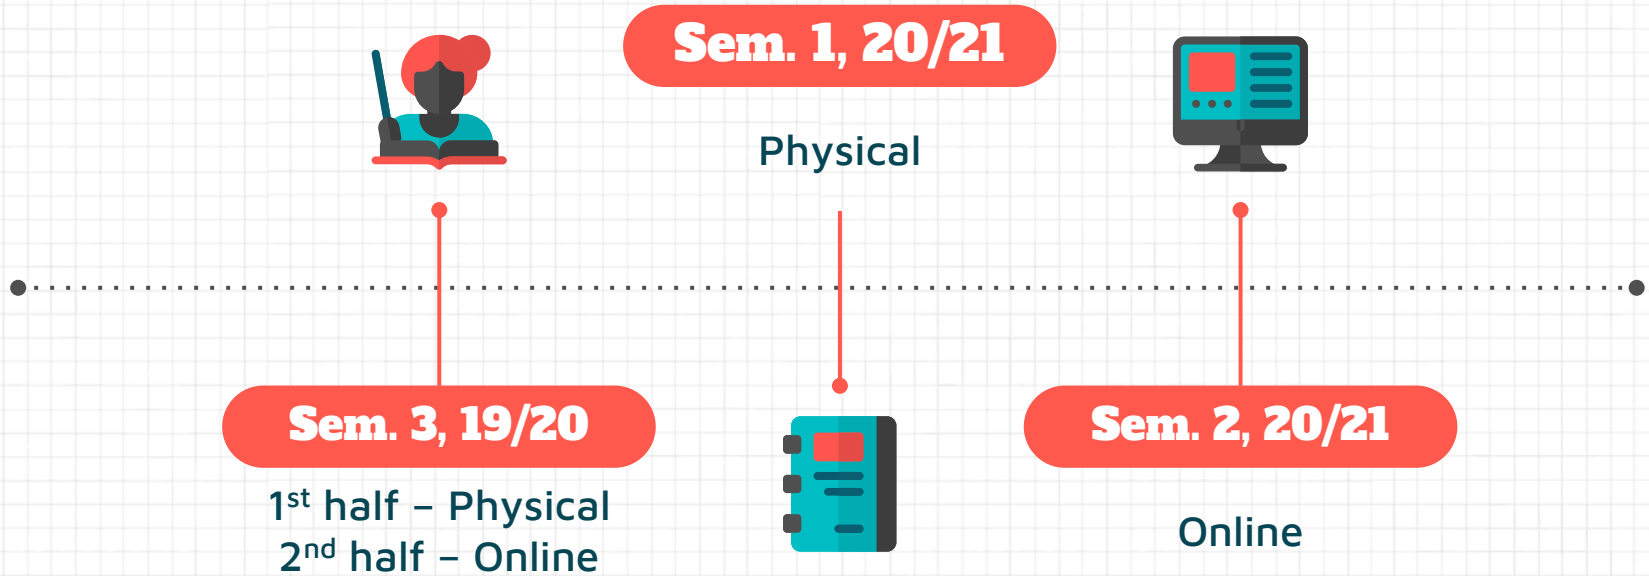 Sem. 1, 20/21
Physical
Sem. 3, 19/20
1st half – Physical
2nd half – Online
Sem. 2, 20/21
Online